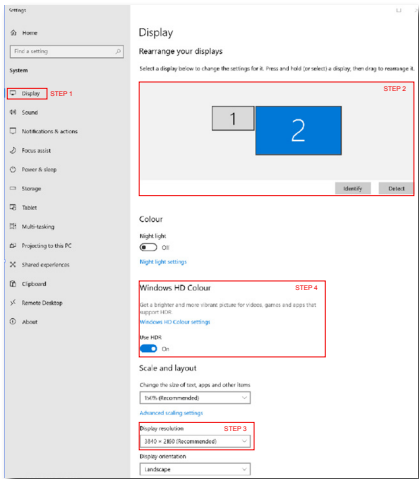 Settings
Home
Find a setting
System
Display STEP 1
Sound
Notifications & actions
Focus assist
Power & sleep
Storage
Tablet
Multi-tasking
Projecting to this PC
Shared experiences
Clipboard
Remote Desktop
About
Display
Rearrange your displays
Select a display below to change the settings for it. Press and hold (or select) a display, then drag to rearrange it.
STEP 2
1
2
Identify Detect
Colour
Night light
Off
Night light settings
Windows HD Colour STEP 4
Get a brighter and more vibrant picture for videos, games and apps that
support HDR
Windows HD Colour settings
Use HDR
On
Scale and layout
Change the size of text, apps and other items
(Recommended)
Advanced scaling settings
Display resolution STEP 3
3840 × 2160 (Recommended)
Display orientation
Landscape